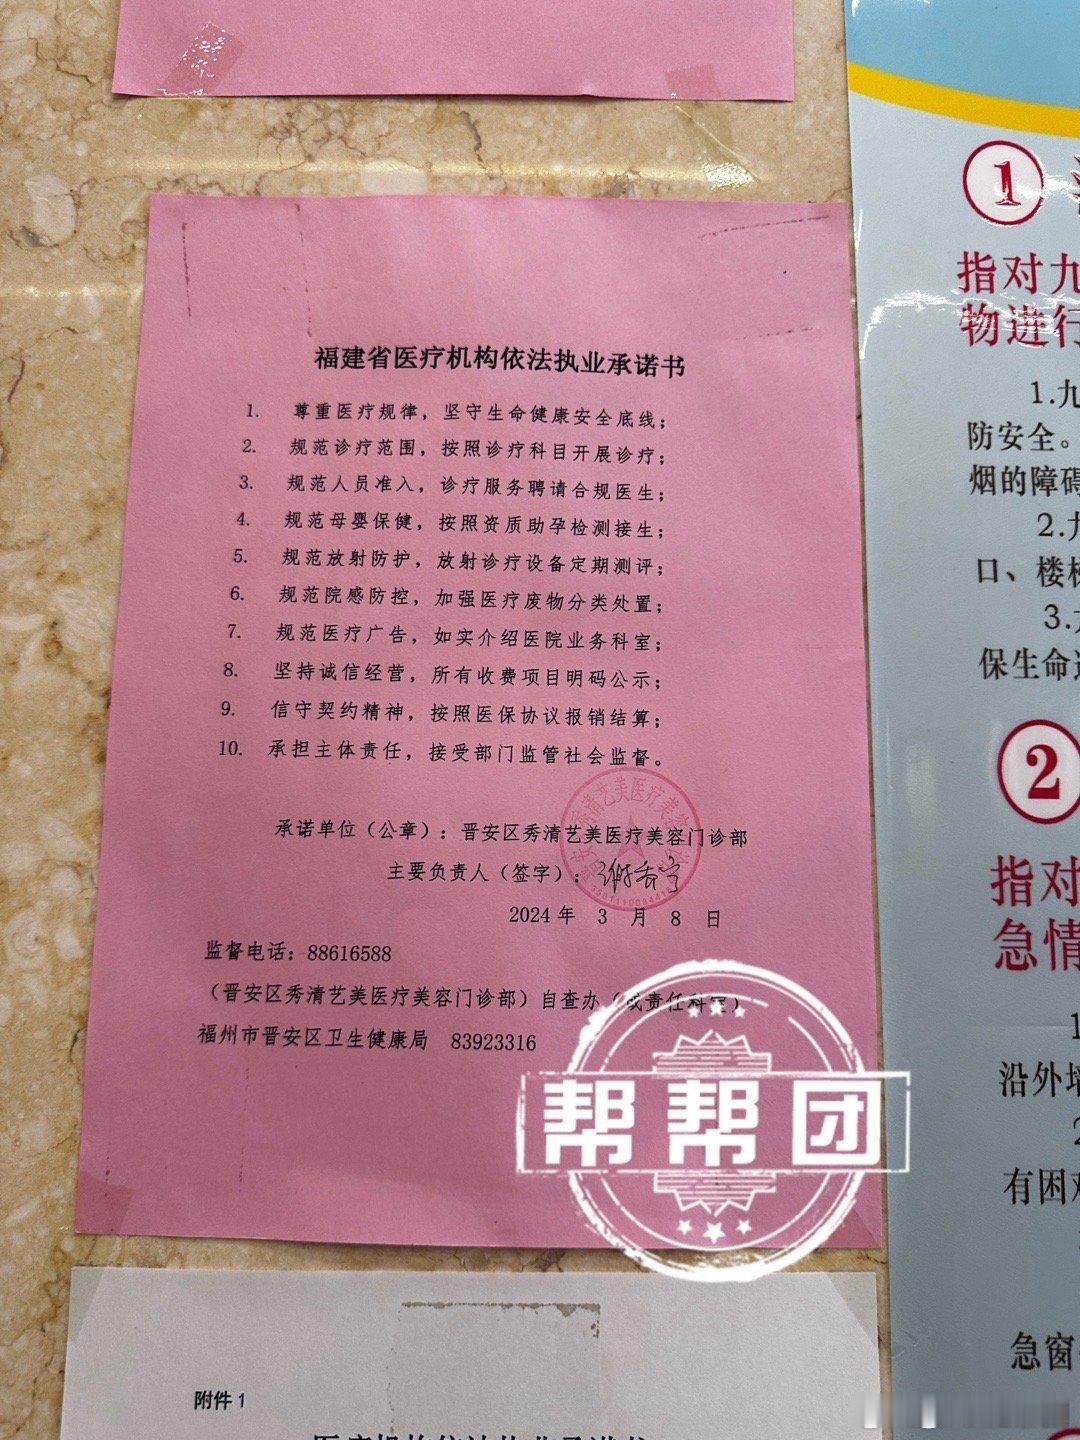 福建省医疗机构依法执业承诺书
1. 尊重医疗规律，坚守生命健康安全底线；
2. 规范诊疗范围，按照诊疗科目开展诊疗；
3. 规范人员准入，诊疗服务聘请合规医生；
4. 规范母婴保健，按照资质助孕检测接生；
5. 规范放射防护，放射诊疗设备定期测评；
6. 规范院感防控，加强医疗废物分类处置；
7. 规范医疗广告，如实介绍医院业务科室；
8. 坚持诚信经营，所有收费项目明码公示；
9. 信守契约精神，按照医保协议报销结算；
10. 承担主体责任，接受部门监管社会监督。
承诺单位（公章）：晋安区秀清艺美医疗美容门诊部
主要负责人（签字）：
2024 年 3 月 8 日
监督电话：88616588
（晋安区秀清艺美医疗美容门诊部）自查办（或责任科室）
福州市晋安区卫生健康局 83923316
帮帮团
附件 1
1
指对九
物进行
1.九
防安全。
烟的障碍
2.九
口、楼梯
3.
保生命
2
指对
急情
1
沿外墙
2
有困难
急窗